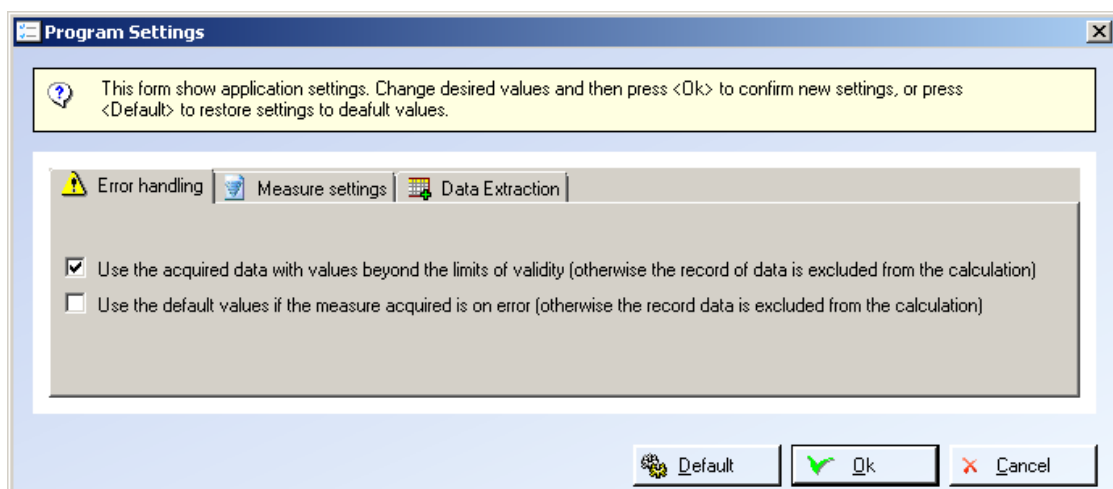 Program Settings
This form show application settings. Change desired values and then press <Ok> to confirm new settings, or press
<Default> to restore settings to deafult values.
Error handling
Measure settings
Data Extraction
Use the acquired data with values beyond the limits of validity (otherwise the record of data is excluded from the calculation)
Use the default values if the measure acquired is on error (otherwise the record data is excluded from the calculation)
Default
Ok
Cancel